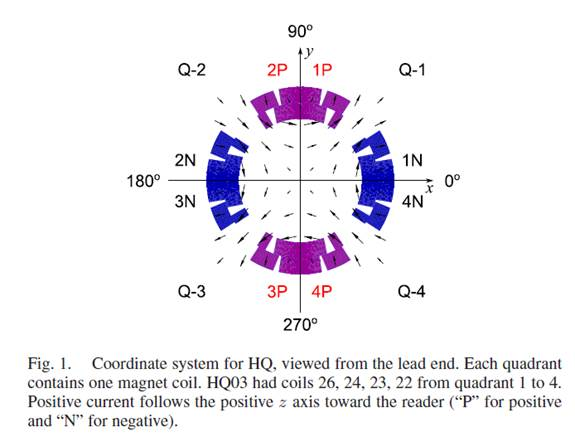 90°
y
Q-2 2P 1P Q-1
2N 1N
180° x 0°
3N 4N
Q-3 3P 4P Q-4
270°
Fig. 1. Coordinate system for HQ, viewed from the lead end. Each quadrant
contains one magnet coil. HQ03 had coils 26, 24, 23, 22 from quadrant 1 to 4.
Positive current follows the positive z axis toward the reader (“P” for positive
and “N” for negative).